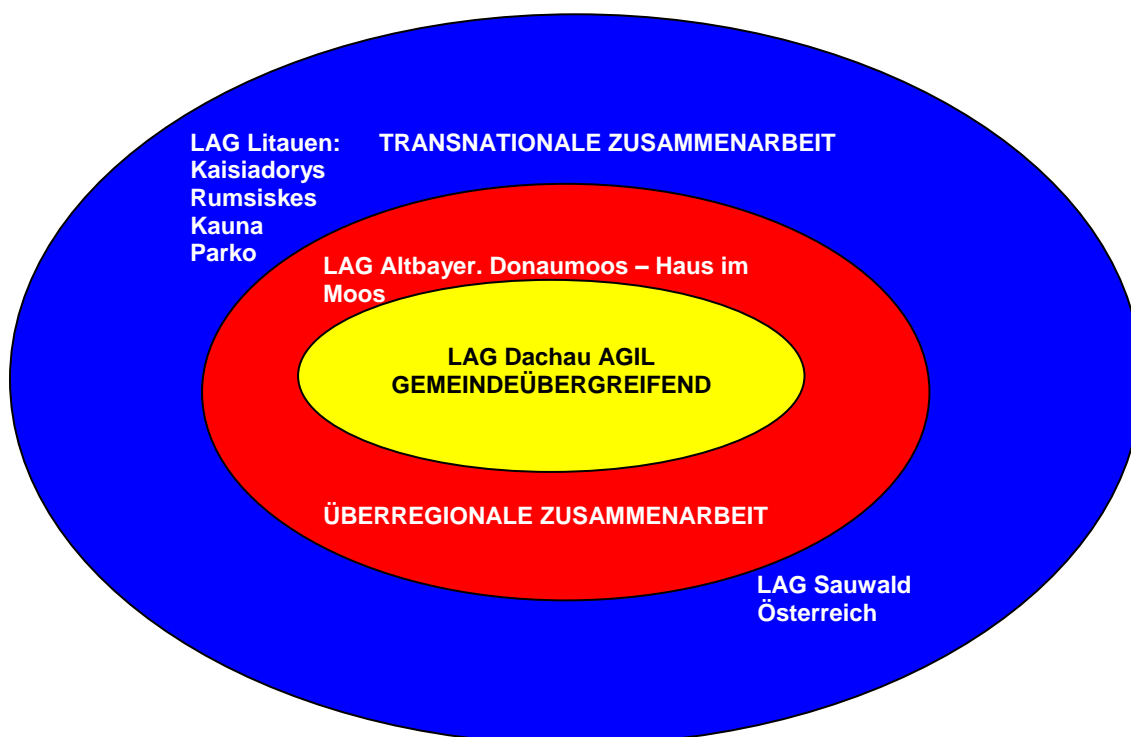 LAG Litauen: TRANSNATIONALE ZUSAMMENARBEIT
Kaisiadorys
Rumsiskes
Kauna
Parko
LAG Altbayer. Donaumoos – Haus im
Moos
LAG Dachau AGIL
GEMEINDEÜBERGREIFEND
ÜBERREGIONALE ZUSAMMENARBEIT
LAG Sauwald
Österreich